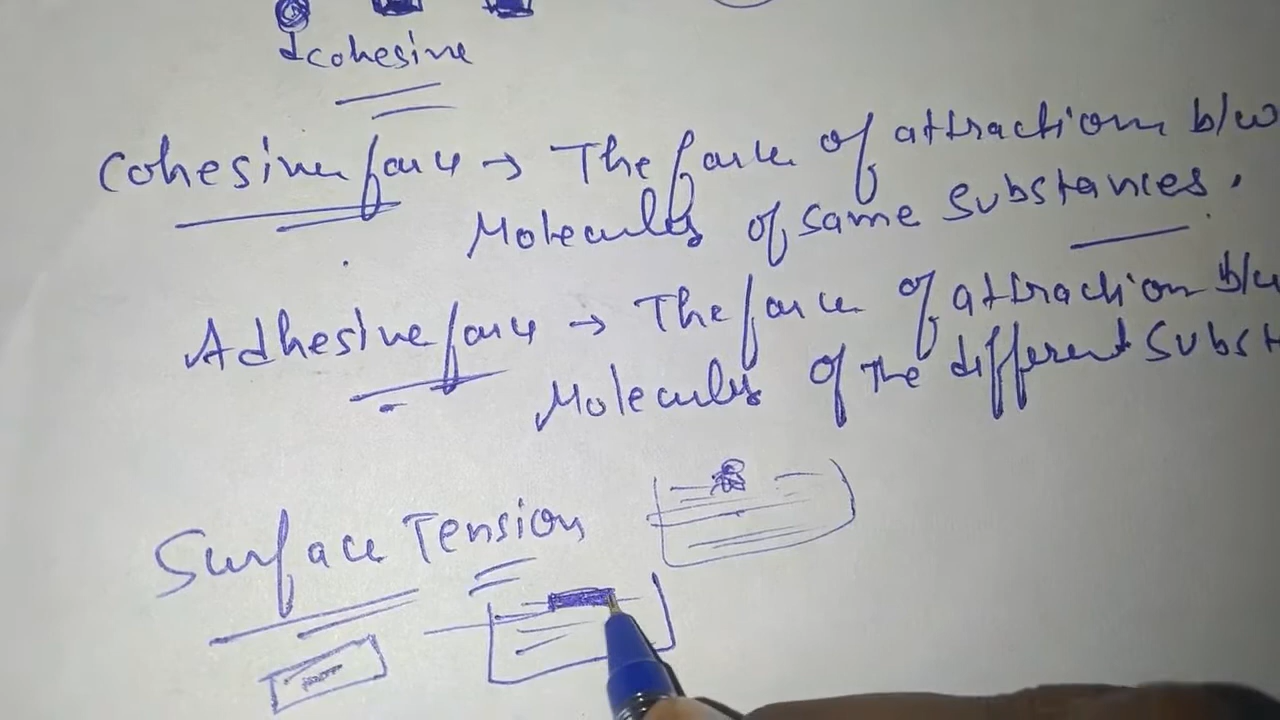 cohesive
Cohesive force → The force of attraction b/w
Molecules of same substances.
Adhesive force → The force of attraction b/w
Molecules of the different Subst
Surface Tension